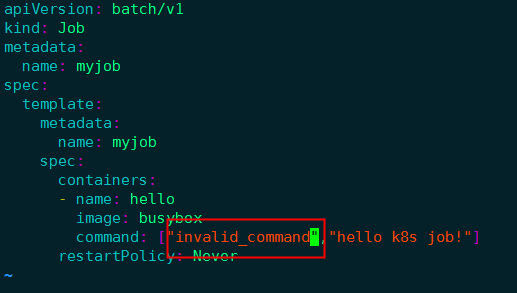 apiVersion: batch/v1
kind: Job
metadata:
  name: myjob
spec:
  template:
    metadata:
      name: myjob
    spec:
      containers:
      - name: hello
        image: busybox
        command: ["invalid_command","hello k8s job!"]
      restartPolicy: Never
~